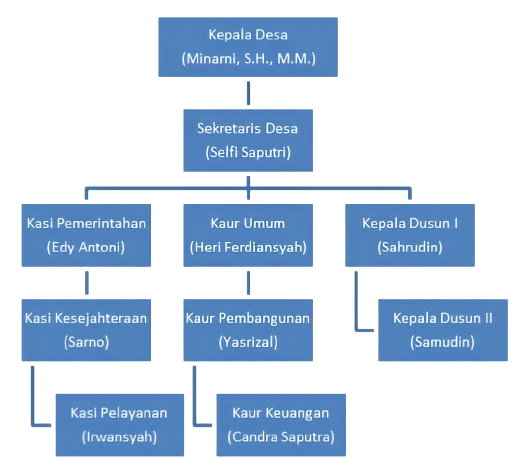 Kepala Desa
(Minarni, S.H., M.M.)
Sekretaris Desa
(Selfi Saputri)
Kasi Pemerintahan
(Edy Antoni)
Kaur Umum
(Heri Ferdiansyah)
Kepala Dusun I
(Sahrudin)
Kasi Kesejahteraan
(Sarno)
Kaur Pembangunan
(Yasrizal)
Kepala Dusun II
(Samudin)
Kasi Pelayanan
(Irwansyah)
Kaur Keuangan
(Candra Saputra)